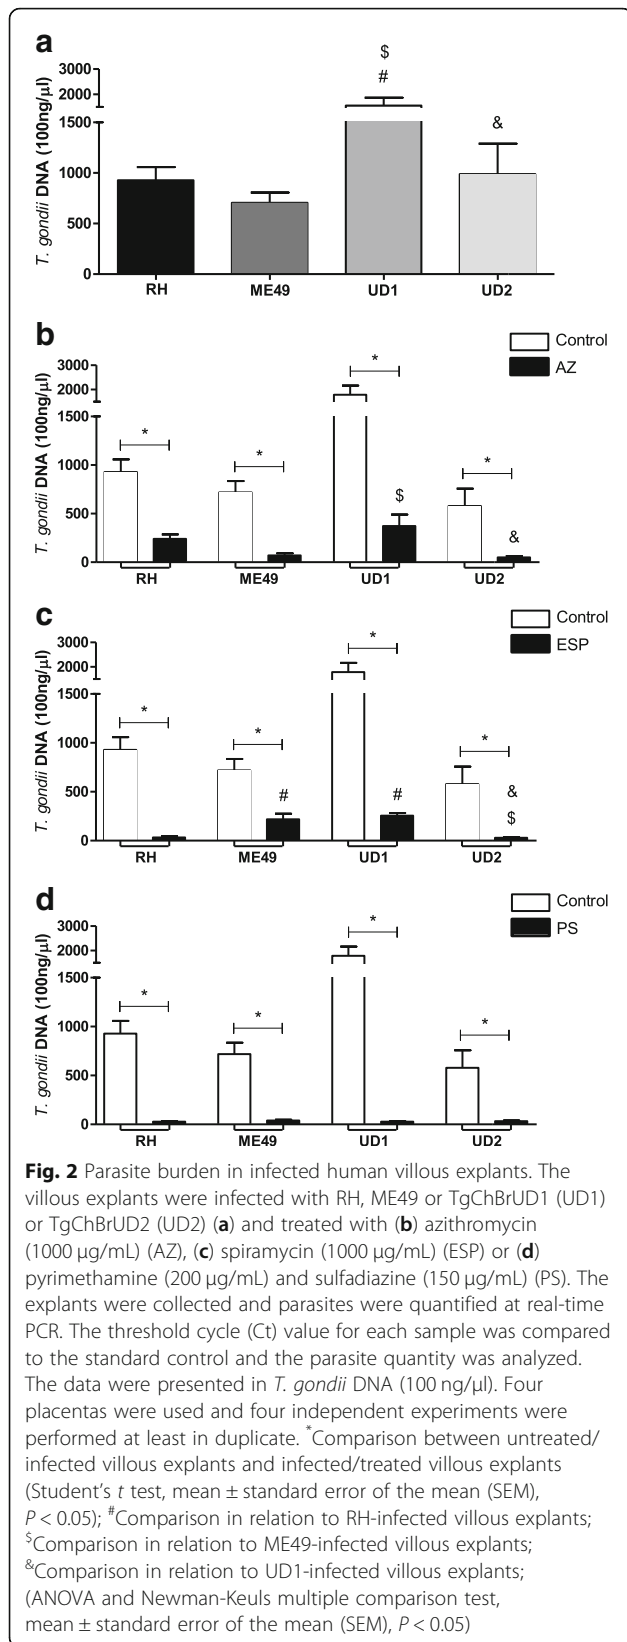 a
$
#
&
3000
2000
1500
1000
500
0
T. gondii DNA (100ng/µl)
RH ME49 UD1 UD2
b
Control
AZ
3000
2000
1500
1000
500
0
T. gondii DNA (100ng/µl)
* * * *
$ &
RH ME49 UD1 UD2
c
Control
ESP
3000
2000
1500
1000
500
0
T. gondii DNA (100ng/µl)
* * * *
# # &
$
RH ME49 UD1 UD2
d
Control
PS
3000
2000
1500
1000
500
0
T. gondii DNA (100ng/µl)
* * * *
RH ME49 UD1 UD2
Fig. 2 Parasite burden in infected human villous explants. The
villous explants were infected with RH, ME49 or TgChBrUD1 (UD1)
or TgChBrUD2 (UD2) (a) and treated with (b) azithromycin
(1000 µg/mL) (AZ), (c) spiramycin (1000 µg/mL) (ESP) or (d)
pyrimethamine (200 µg/mL) and sulfadiazine (150 µg/mL) (PS). The
explants were collected and parasites were quantified at real-time
PCR. The threshold cycle (Ct) value for each sample was compared
to the standard control and the parasite quantity was analyzed.
The data were presented in T. gondii DNA (100 ng/µl). Four
placentas were used and four independent experiments were
performed at least in duplicate. *Comparison between untreated/
infected villous explants and infected/treated villous explants
(Student's t test, mean ± standard error of the mean (SEM),
P < 0.05); #Comparison in relation to RH-infected villous explants;
$Comparison in relation to ME49-infected villous explants;
&Comparison in relation to UD1-infected villous explants;
(ANOVA and Newman-Keuls multiple comparison test,
mean ± standard error of the mean (SEM), P < 0.05)